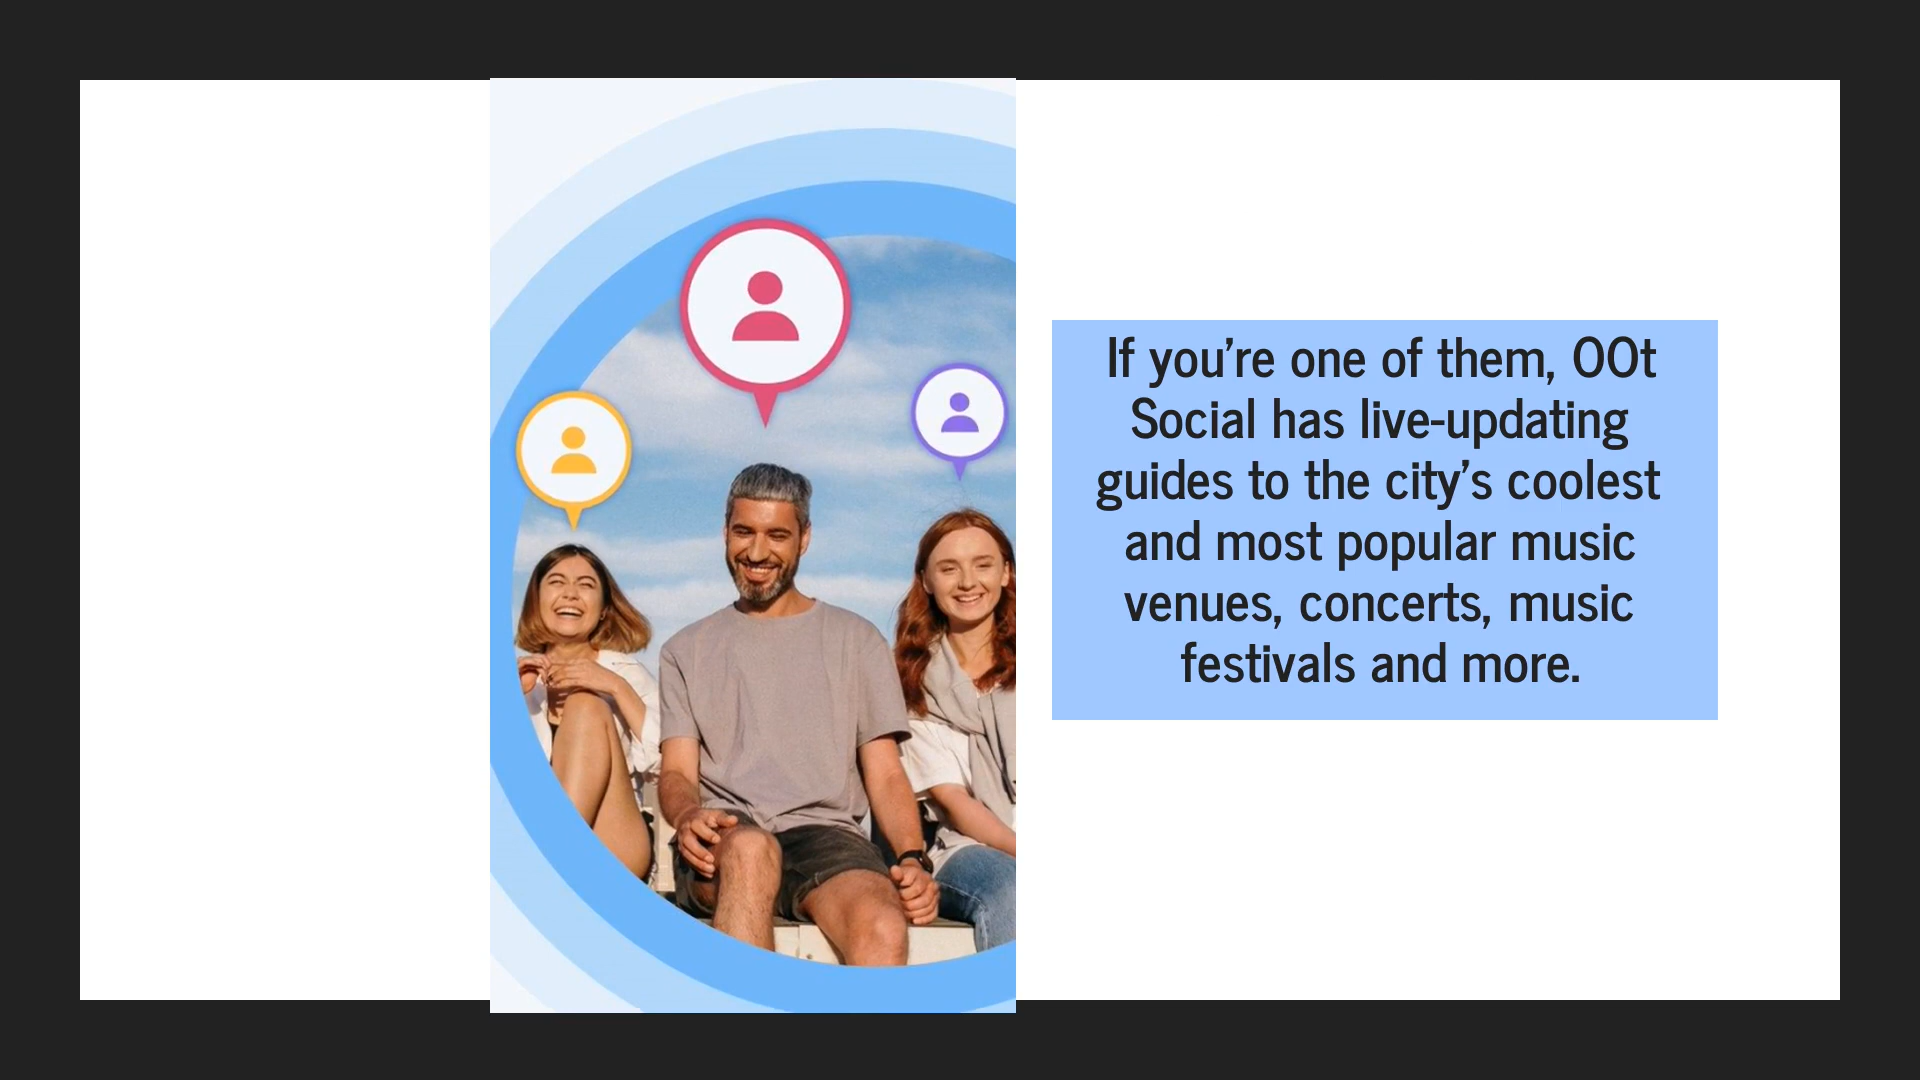 If you’re one of them, OOt
Social has live-updating
guides to the city’s coolest
and most popular music
venues, concerts, music
festivals and more.